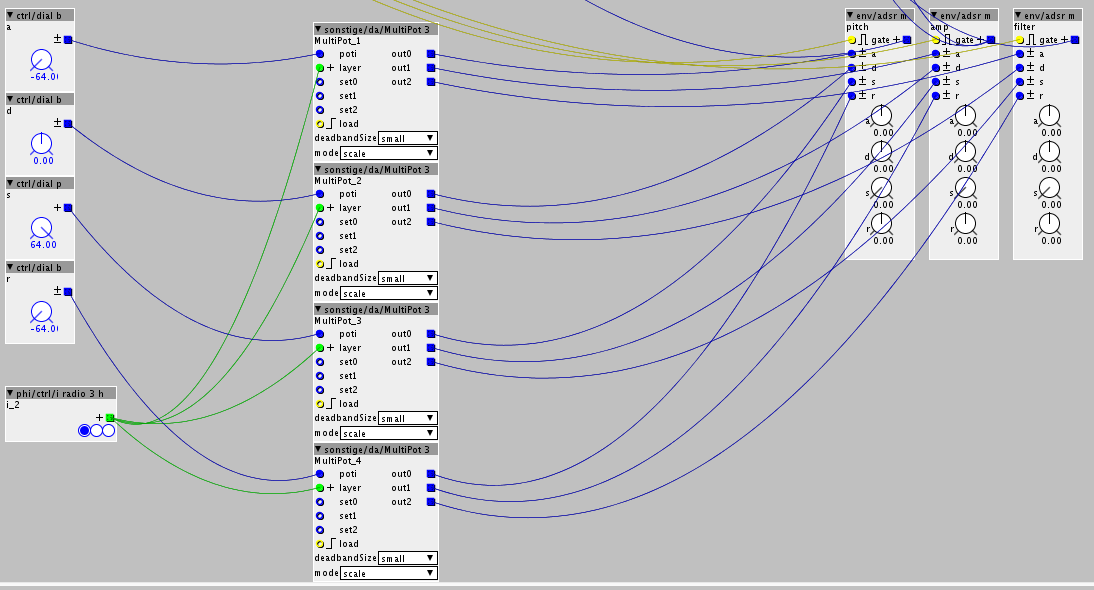 ctrl/dial b
a
±
-64.0
ctrl/dial b
d
±
0.00
ctrl/dial p
s
+
64.00
ctrl/dial b
r
±
-64.0
phi/ctrl/i radio 3 h
i_2
+
sonstige/da/MultiPot 3
MultiPot_1
poti out0
+ layer out1
set0 out2
set1
set2
load
deadbandSize small
mode scale
sonstige/da/MultiPot 3
MultiPot_2
poti out0
+ layer out1
set0 out2
set1
set2
load
deadbandSize small
mode scale
sonstige/da/MultiPot 3
MultiPot_3
poti out0
+ layer out1
set0 out2
set1
set2
load
deadbandSize small
mode scale
sonstige/da/MultiPot 3
MultiPot_4
poti out0
+ layer out1
set0 out2
set1
set2
load
deadbandSize small
mode scale
env/adsr m
pitch
gate +
± a
± d
± s
± r
a
0.00
d
0.00
s
0.00
r
0.00
env/adsr m
amp
gate +
± a
± d
± s
± r
a
0.00
d
0.00
s
0.00
r
0.00
env/adsr m
filter
gate +
± a
± d
± s
± r
a
0.00
d
0.00
s
0.00
r
0.00